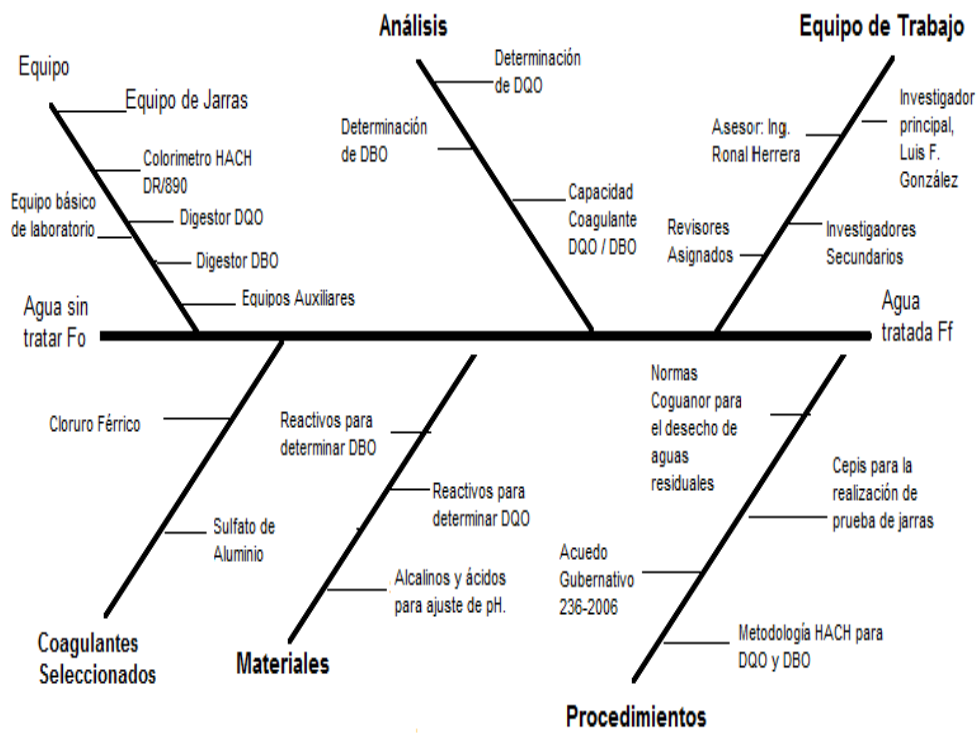 Análisis
Equipo de Trabajo
Equipo
Equipo de Jarras
Colorimetro HACH
DR/890
Equipo básico
de laboratorio
Digestor DQO
Digestor DBO
Equipos Auxiliares
Determinación
de DQO
Determinación
de DBO
Capacidad
Coagulante
DQO / DBO
Investigador
principal,
Luis F.
González
Asesor: Ing.
Ronal Herrera
Revisores
Asignados
Investigadores
Secundarios
Agua sin
tratar Fo
Agua
tratada Ff
Cloruro Férrico
Sulfato de
Aluminio
Coagulantes
Seleccionados
Reactivos para
determinar DBO
Reactivos para
determinar DQO
Alcalinos y ácidos
para ajuste de pH.
Materiales
Normas
Coguanor para
el desecho de
aguas
residuales
Cepis para la
realización de
prueba de jarras
Acuedo
Gubernativo
236-2006
Metodología HACH para
DQO y DBO
Procedimientos